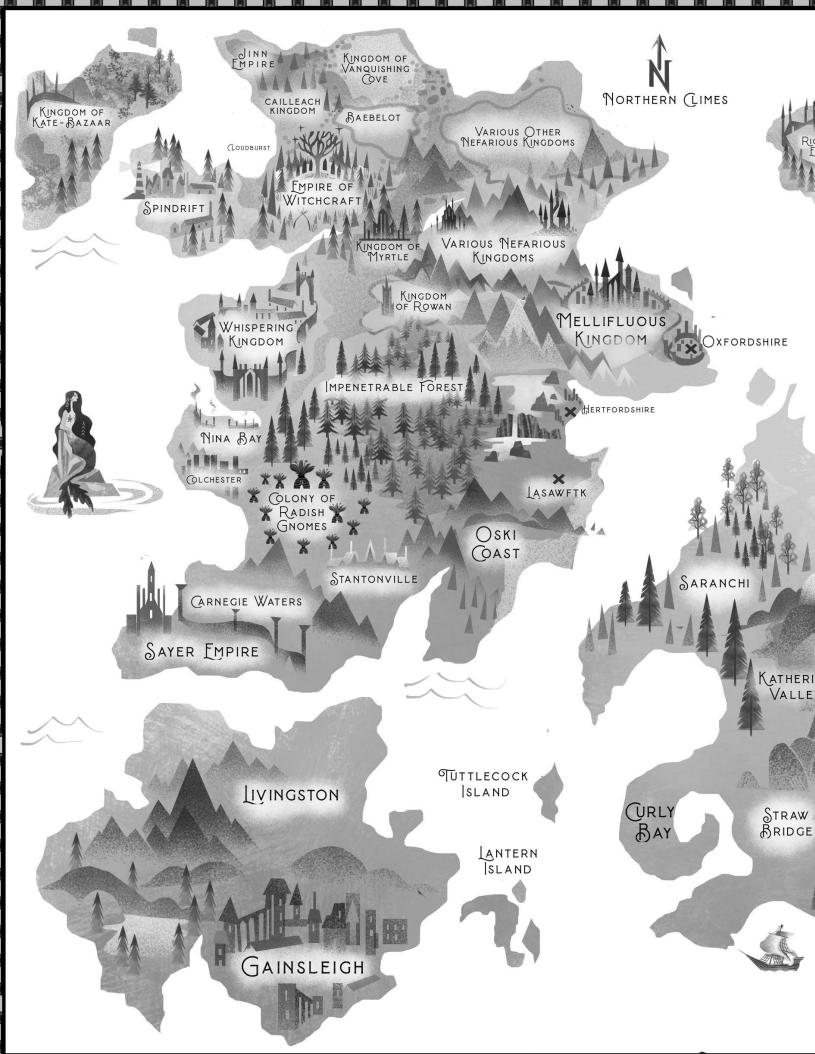 N
NORTHERN CLIMES
JINN
EMPIRE
KINGDOM OF
VANQUISHING
COVE
KINGDOM OF
KATE-BAZAAR
CAILLEACH
KINGDOM
BAEBELOT
VARIOUS OTHER
NEFARIOUS KINGDOMS
CLOUDBURST
EMPIRE OF
WITCHCRAFT
SPINDRIFT
KINGDOM OF
MYRTLE
VARIOUS NEFARIOUS
KINGDOMS
KINGDOM
OF ROWAN
WHISPERING
KINGDOM
MELLIFLUOUS
KINGDOM
OXFORDSHIRE
IMPENETRABLE FOREST
HERTFORDSHIRE
NINA BAY
COLCHESTER
LASAWFTK
COLONY OF
RADISH
GNOMES
OSKI
COAST
STANTONVILLE
SARANCHI
CARNEGIE WATERS
SAYER EMPIRE
KATHERI
VALLE
LIVINGSTON
TUTTLECOCK
ISLAND
CURLY
BAY
STRAW
BRIDGE
LANTERN
ISLAND
GAINSLEIGH